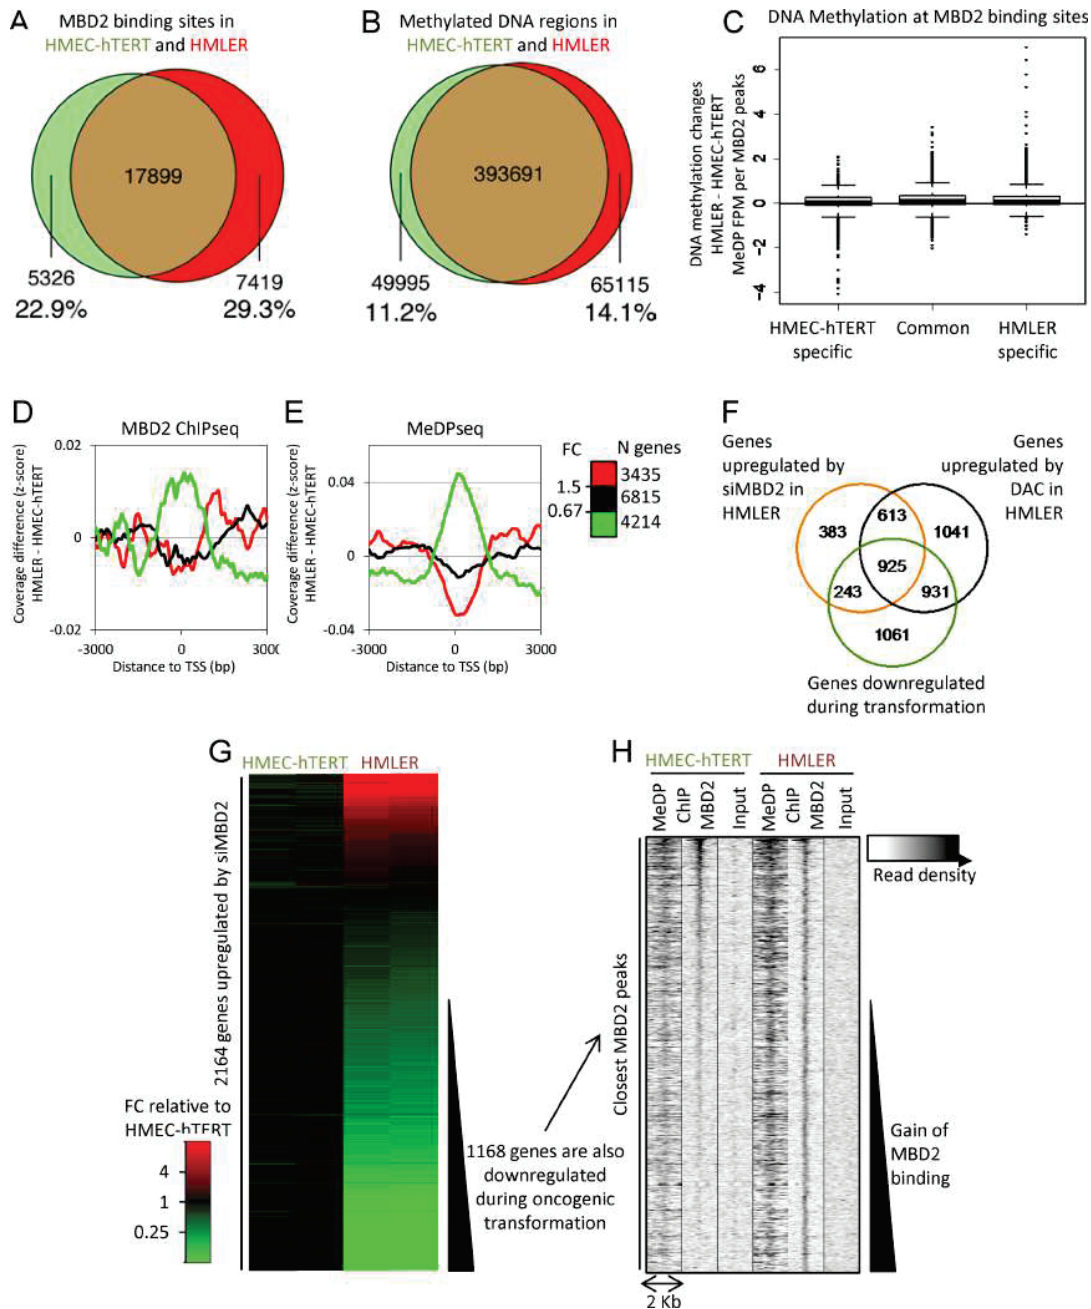 A
MBD2 binding sites in
HMEC-hTERT and HMLER
17899
5326
22.9%
7419
29.3%
B
Methylated DNA regions in
HMEC-hTERT and HMLER
393691
49995
11.2%
65115
14.1%
C
DNA Methylation at MBD2 binding sites
DNA methylation changes
HMLER - HMEC-hTERT
MeDP FPM per MBD2 peaks
6
4
2
0
−2
−4
HMEC-hTERT
specific
Common
HMLER
specific
D
MBD2 ChIPseq
Coverage difference (z-score)
HMLER - HMEC-hTERT
0.02
0
-0.02
-3000
0
3000
Distance to TSS (bp)
E
MeDPseq
Coverage difference (z-score)
HMLER - HMEC-hTERT
0.04
0
-0.04
-3000
0
3000
Distance to TSS (bp)
FC
N genes
1.5
0.67
3435
6815
4214
F
Genes
upregulated by
siMBD2 in
HMLER
Genes
upregulated by
DAC in
HMLER
383
613
1041
925
243
931
1061
Genes downregulated
during transformation
G
HMEC-hTERT
HMLER
2164 genes upregulated by siMBD2
FC relative to
HMEC-hTERT
4
1
0.25
1168 genes are also
downregulated
during oncogenic
transformation
H
HMEC-hTERT
HMLER
MeDP
ChIP
MBD2
Input
MeDP
ChIP
MBD2
Input
Read density
Closest MBD2 peaks
Gain of
MBD2
binding
2 Kb